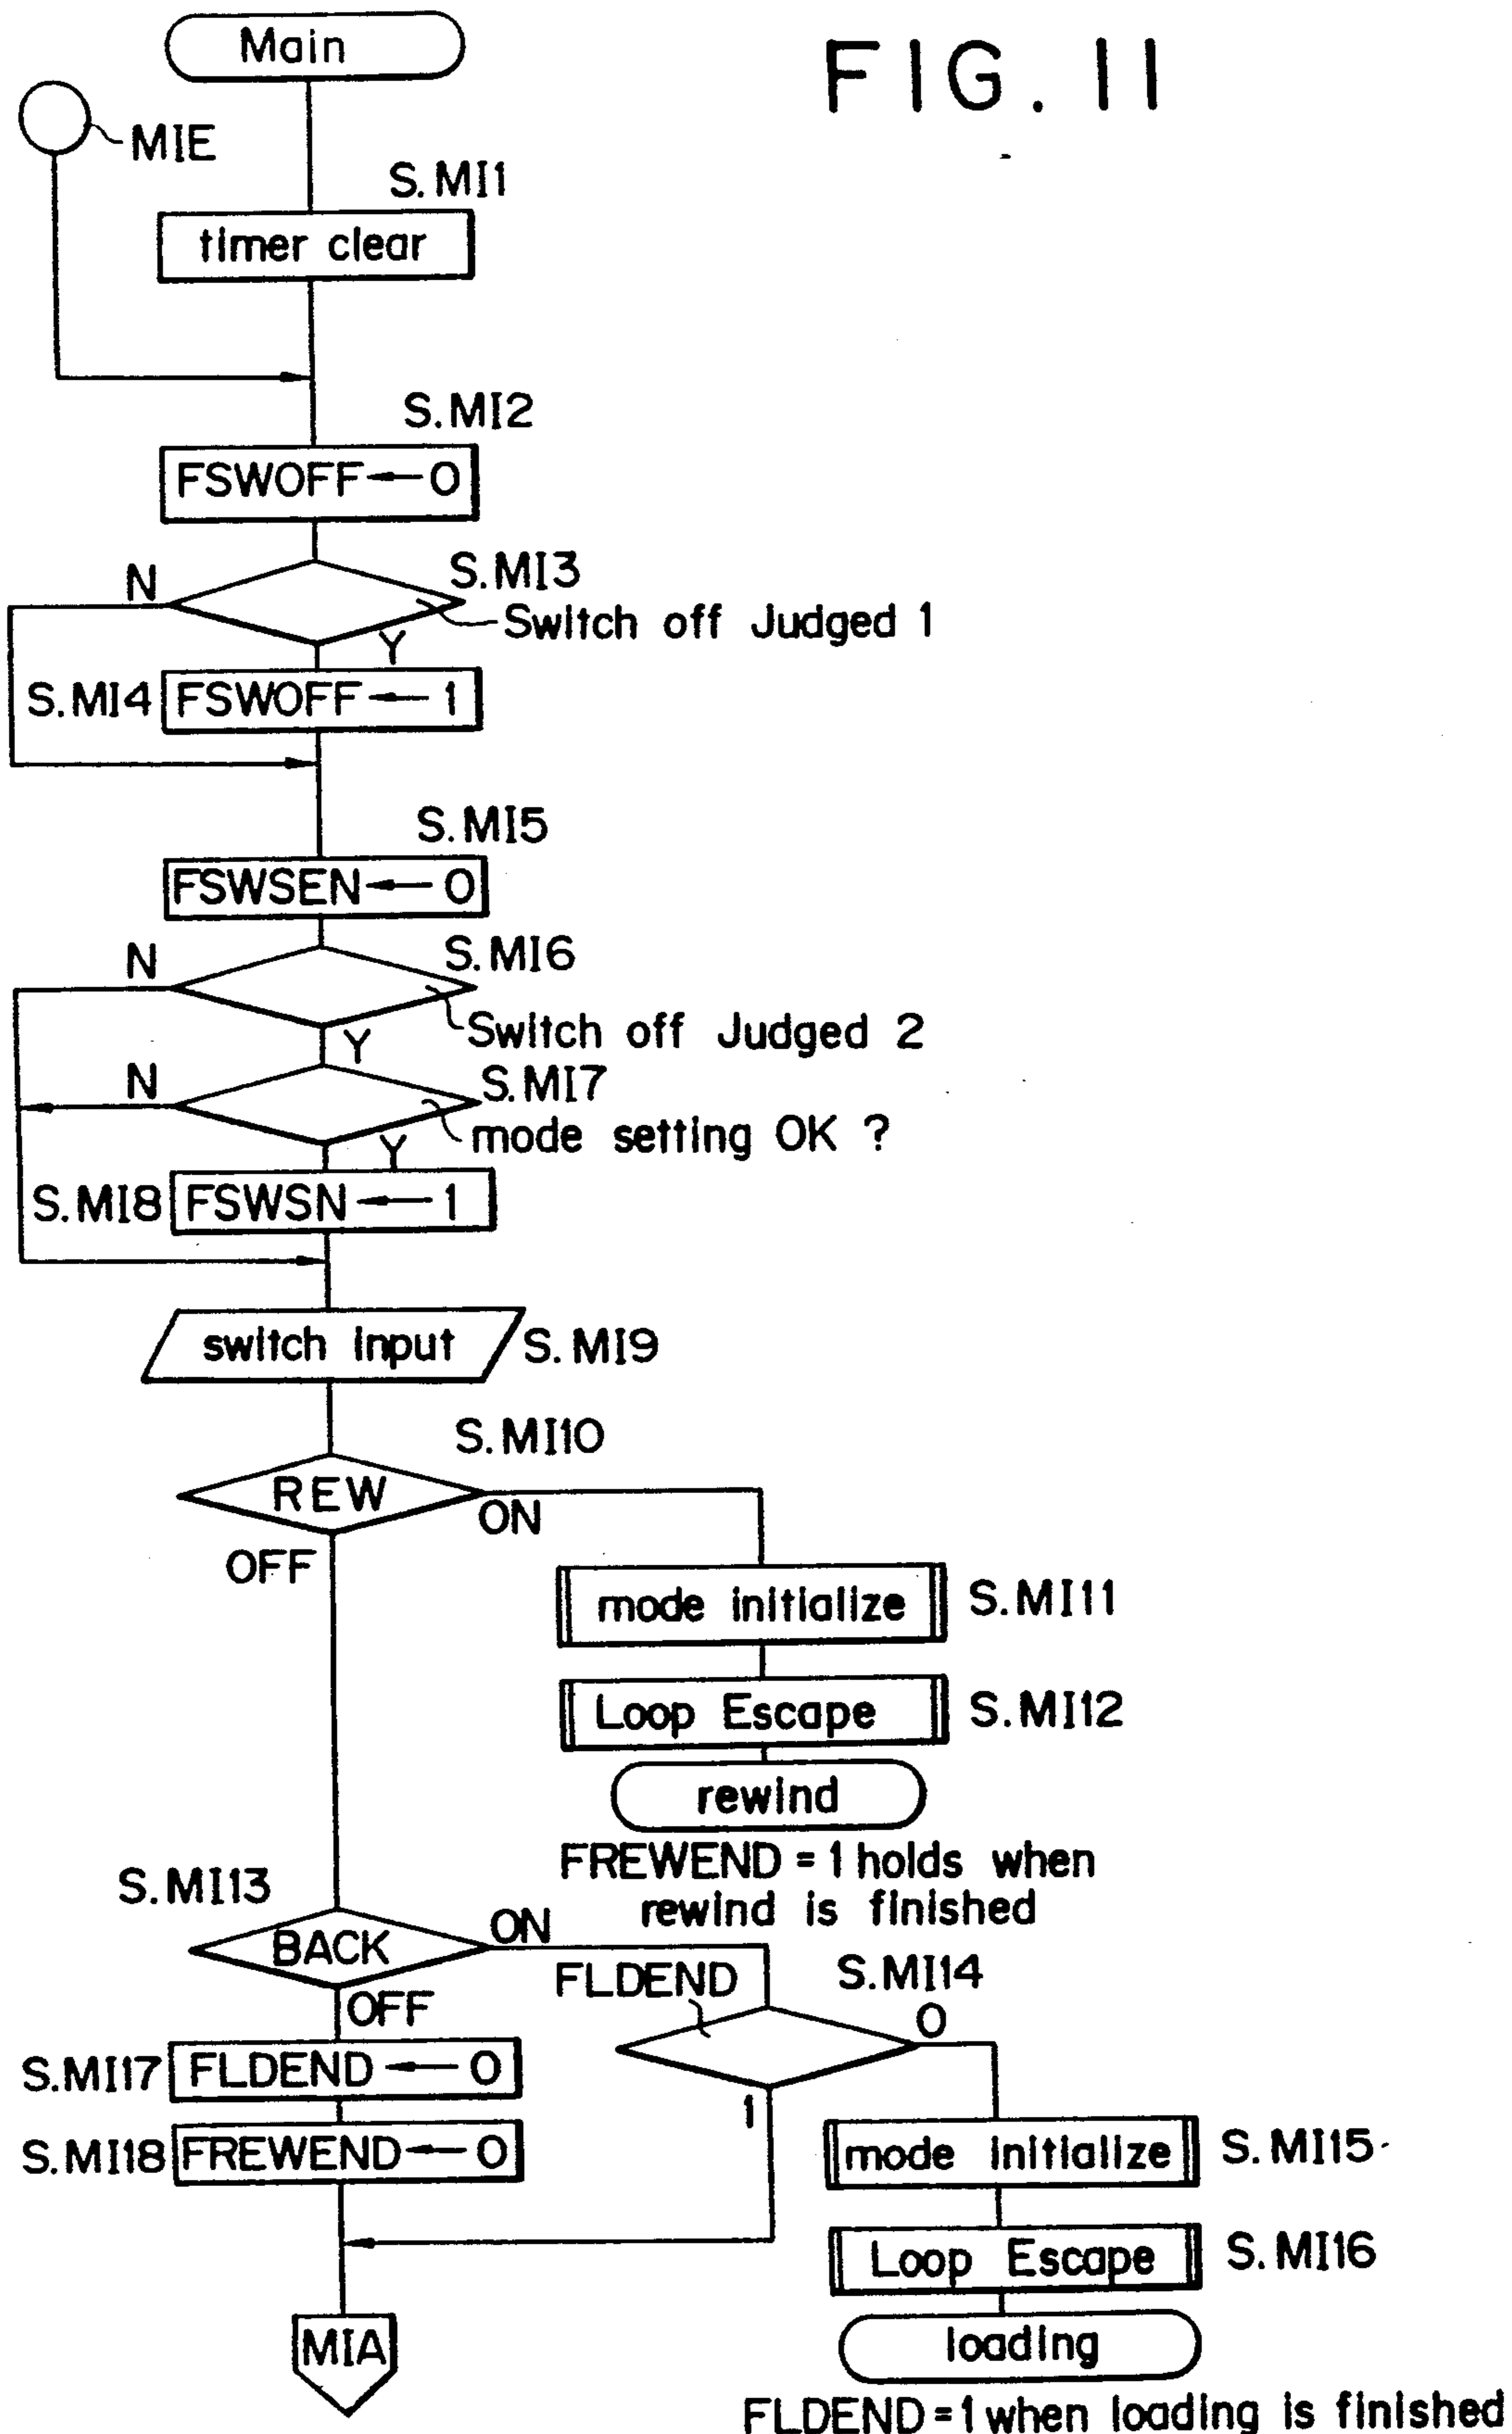 FIG. 11
Main
MIE
S.MI1
timer clear
S.MI2
FSWOFF←0
N
S.MI3
Switch off Judged 1
Y
S.MI4
FSWOFF←1
S.MI5
FSWSEN←0
N
S.MI6
Switch off Judged 2
Y
N
S.MI7
mode setting OK ?
Y
S.MI8
FSWSN←1
switch input
S.MI9
S.MI10
REW
ON
OFF
mode initialize
S.MI11
Loop Escape
S.MI12
rewind
FREWEND = 1 holds when
rewind is finished
S.MI13
BACK
ON
OFF
FLDEND
S.MI14
0
1
S.MI17
FLDEND←0
S.MI18
FREWEND←0
mode initialize
S.MI15
Loop Escape
S.MI16
loading
FLDEND = 1 when loading is finished
MIA